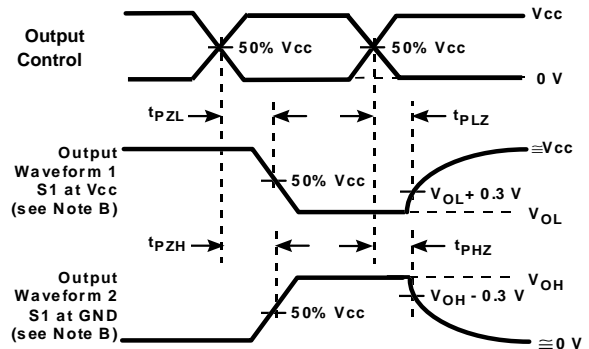 Output
Control
50% Vcc
50% Vcc
Vcc
0 V
tPZL
tPLZ
Output
Waveform 1
S1 at Vcc
(see Note B)
50% Vcc
≅Vcc
VOL+ 0.3 V
VOL
tPZH
tPHZ
Output
Waveform 2
S1 at GND
(see Note B)
50% Vcc
VOH
VOH - 0.3 V
≅0 V